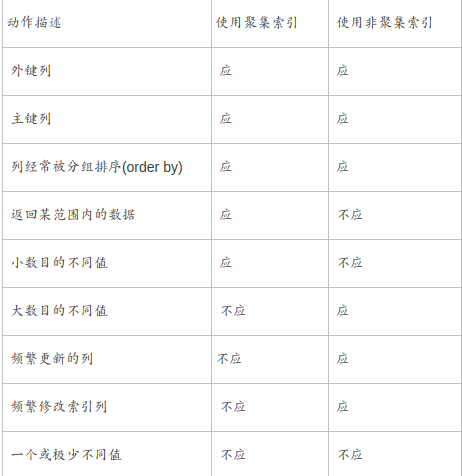 动作描述 使用聚集索引 使用非聚集索引
外键列 应 应
主键列 应 应
列经常被分组排序(order by) 应 应
返回某范围内的数据 应 不应
小数目的不同值 应 不应
大数目的不同值 不应 应
频繁更新的列 不应 应
频繁修改索引列 不应 应
一个或极少不同值 不应 不应